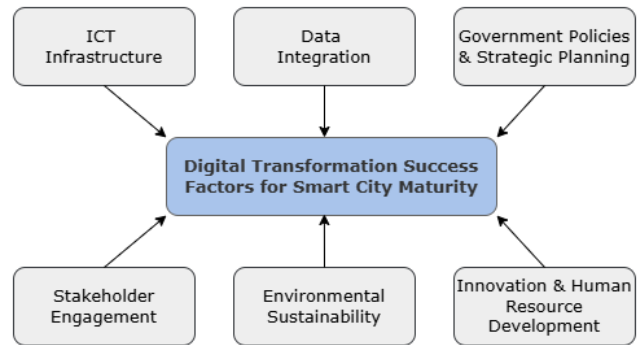 ICT
Infrastructure
Data
Integration
Government Policies
& Strategic Planning
Digital Transformation Success
Factors for Smart City Maturity
Stakeholder
Engagement
Environmental
Sustainability
Innovation & Human
Resource
Development